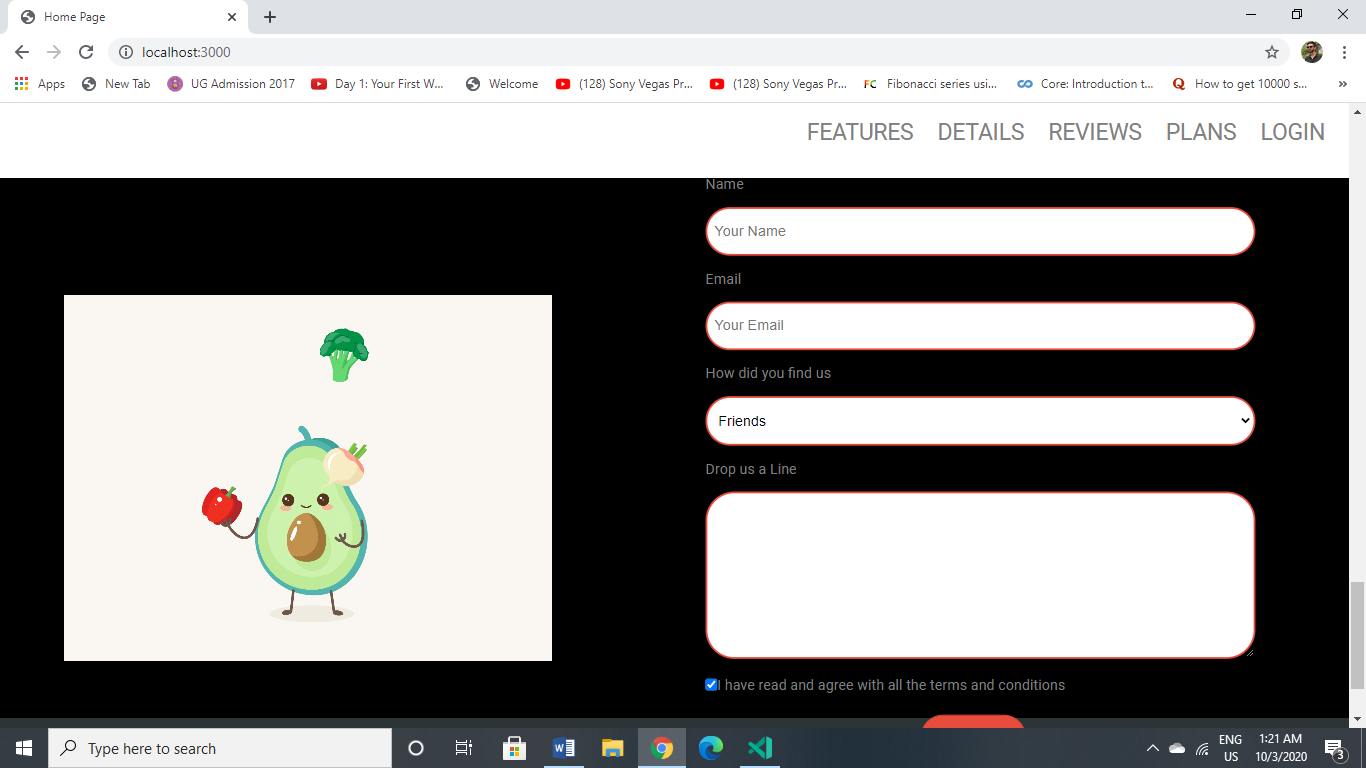 Home Page
localhost:3000
Apps
New Tab
UG Admission 2017
Day 1: Your First W...
Welcome
(128) Sony Vegas Pr...
(128) Sony Vegas Pr...
FC
Fibonacci series usi...
Core: Introduction t...
How to get 10000 s...
»
FEATURES DETAILS REVIEWS PLANS LOGIN
Name
Your Name
Email
Your Email
How did you find us
Friends
Drop us a Line
I have read and agree with all the terms and conditions
Type here to search
ENG
US
1:21 AM
10/3/2020
3